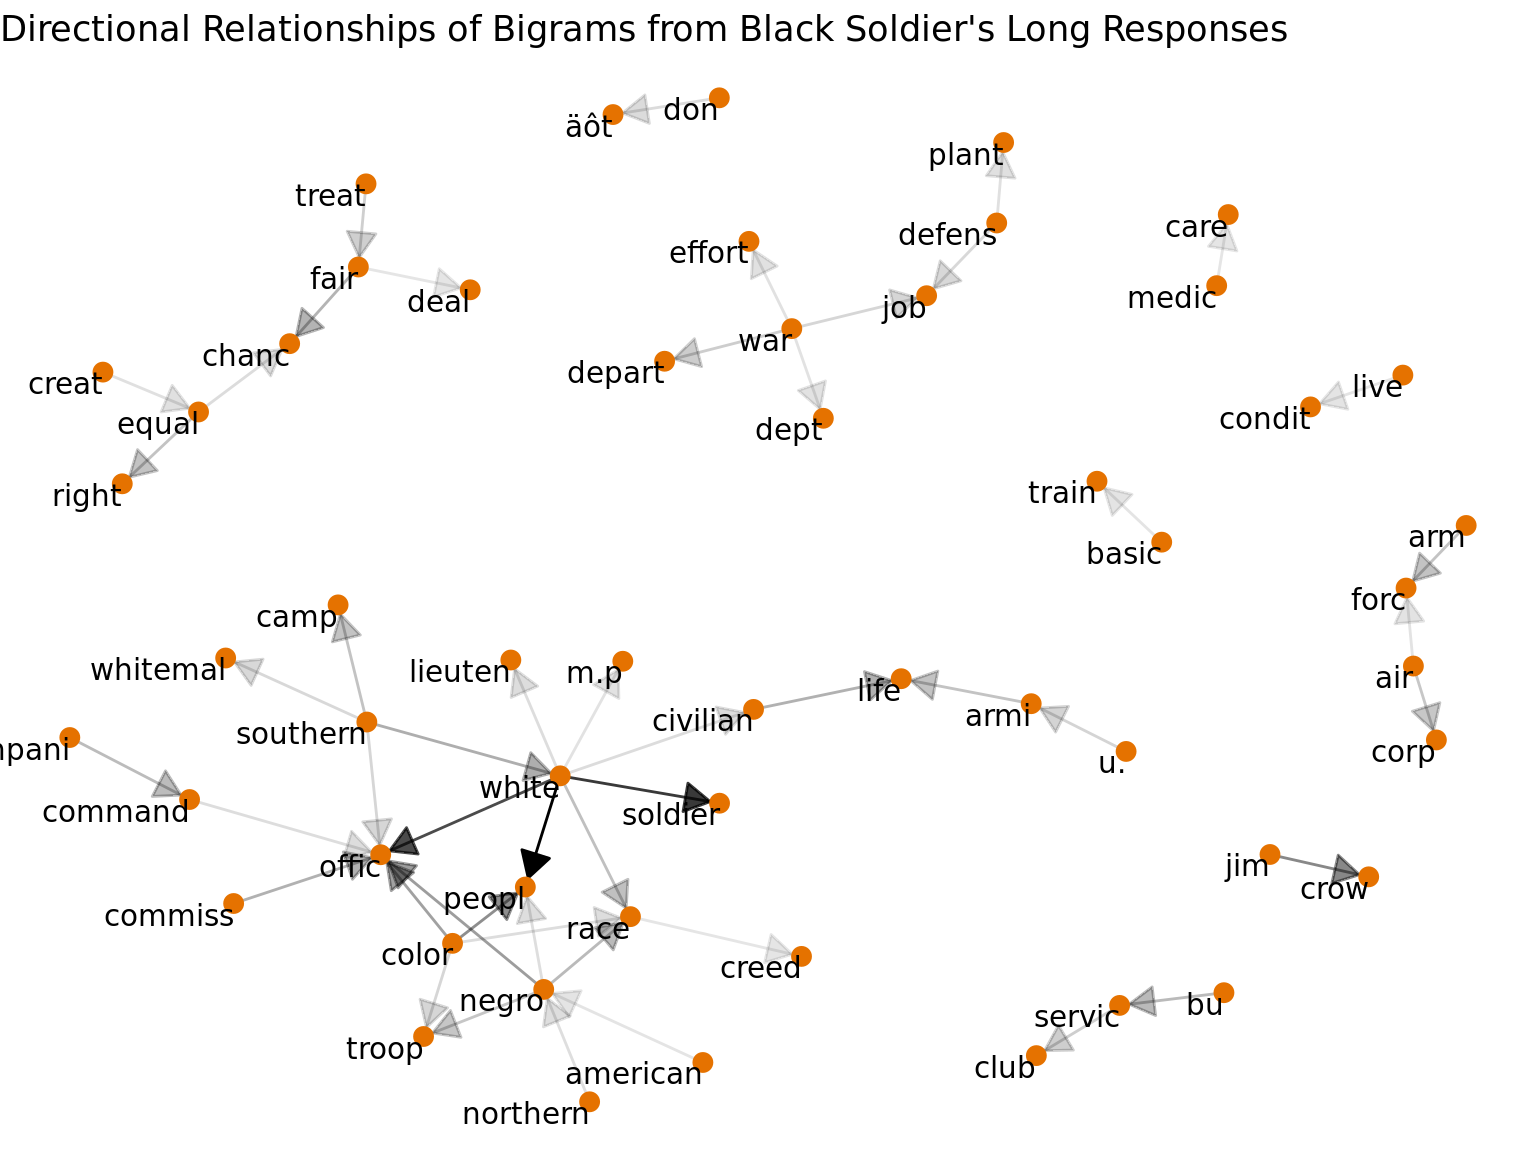 Directional Relationships of Bigrams from Black Soldier's Long Responses
don
äôt
plant
treat
care
defens
effort
fair
medic
deal
job
war
chanc
depart
creat
live
condit
equal
dept
right
train
arm
basic
forc
camp
whitemal
lieuten
m.p
air
life
civilian
armi
southern
npani
corp
u.
white
command
soldier
jim
offic
crow
peopl
commiss
race
color
creed
negro
bu
servic
troop
club
american
northern